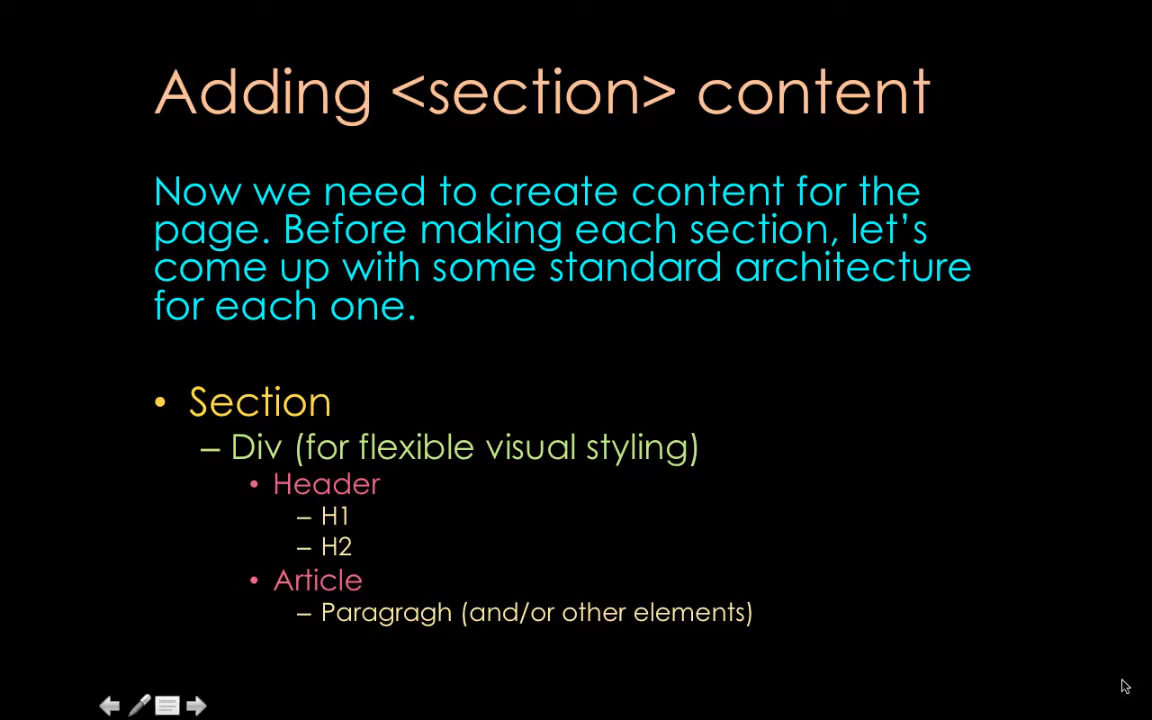 Adding <section> content
Now we need to create content for the
page. Before making each section, let's
come up with some standard architecture
for each one.
• Section
– Div (for flexible visual styling)
• Header
– H1
– H2
• Article
– Paragragh (and/or other elements)